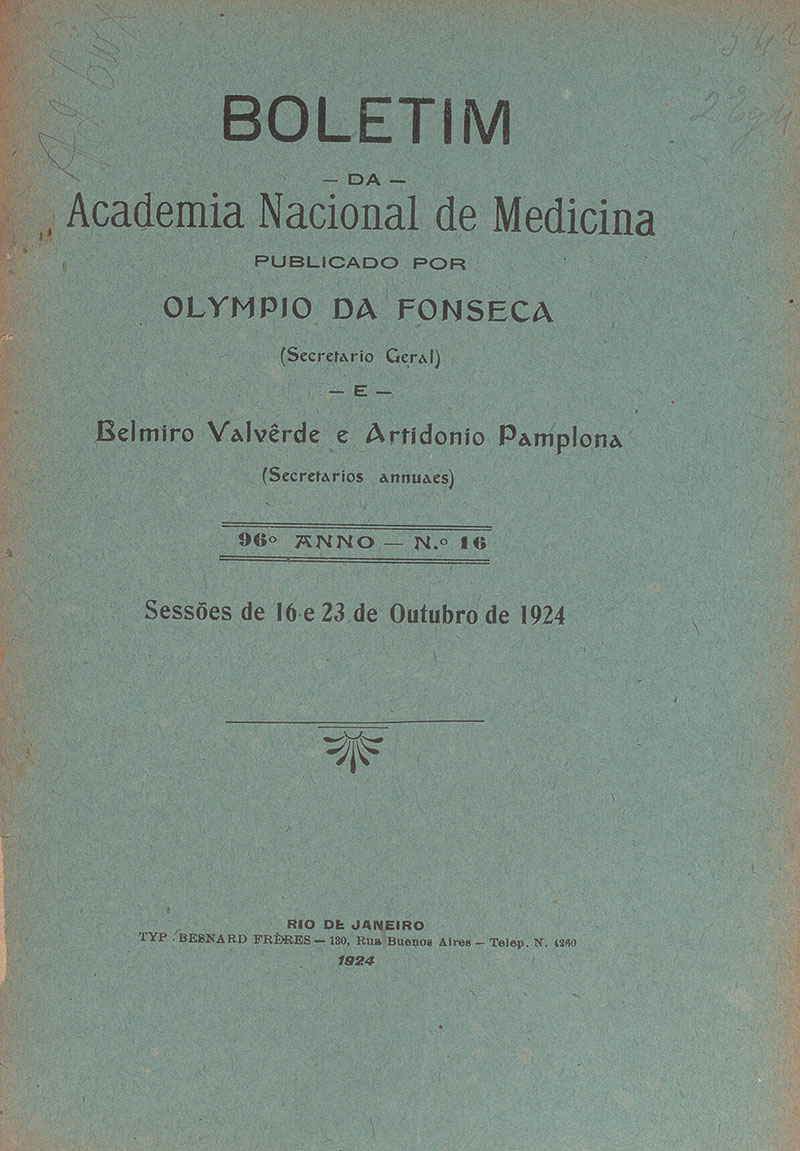 BOLETIM
— DA —
Academia Nacional de Medicina
PUBLICADO POR
OLYMPIO DA FONSECA
(Secretario Geral)
— E —
Belmiro Valvêrde e Artidonio Pamplona
(Secretarios annuaes)
96º ANNO — N.º 16
Sessões de 16 e 23 de Outubro de 1924
RIO DE JANEIRO
TYP. BESNARD FRÈRES — 130, Rua Buenos Aires — Telep. N. 4260
1924